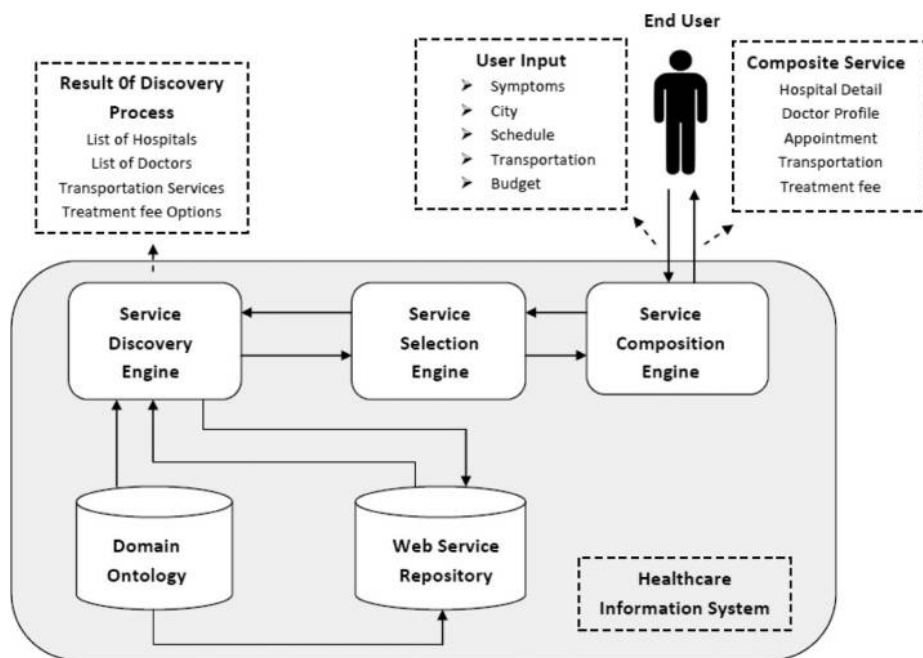 End User
Result 0f Discovery
Process
List of Hospitals
List of Doctors
Transportation Services
Treatment fee Options
User Input
➤ Symptoms
➤ City
➤ Schedule
➤ Transportation
➤ Budget
Composite Service
Hospital Detail
Doctor Profile
Appointment
Transportation
Treatment fee
Service
Discovery
Engine
Service
Selection
Engine
Service
Composition
Engine
Domain
Ontology
Web Service
Repository
Healthcare
Information System